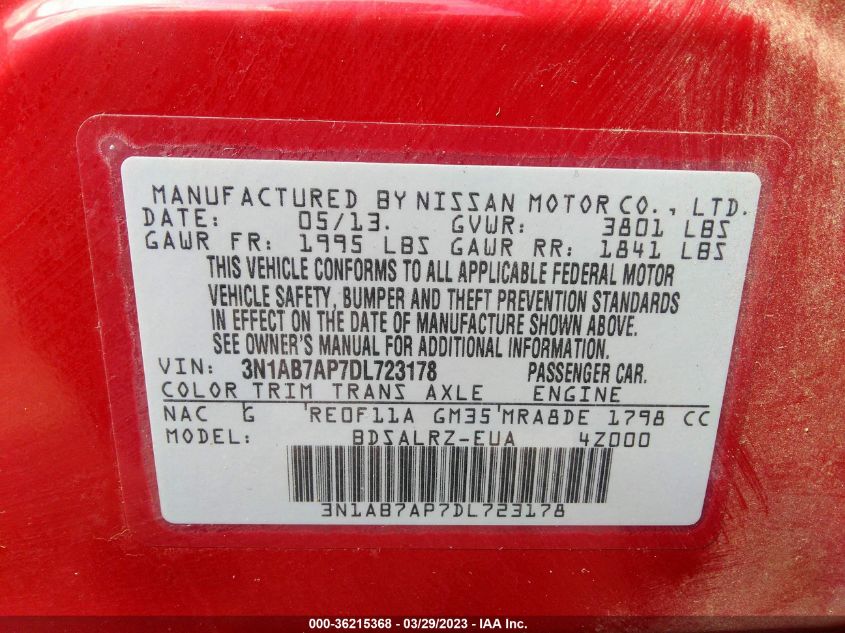 MANUFACTURED BY NISSAN MOTOR CO., LTD.
DATE: 05/13. GVWR: 3801 LBS
GAWR FR: 1995 LBS GAWR RR: 1841 LBS
THIS VEHICLE CONFORMS TO ALL APPLICABLE FEDERAL MOTOR
VEHICLE SAFETY, BUMPER AND THEFT PREVENTION STANDARDS
IN EFFECT ON THE DATE OF MANUFACTURE SHOWN ABOVE.
SEE OWNER'S MANUAL FOR ADDITIONAL INFORMATION.
VIN: 3N1AB7AP7DL723178 PASSENGER CAR.
COLOR TRIM TRANS AXLE ENGINE
NAC G RE0F11A GM35 MRA8DE 1798 CC
MODEL: BDSALRZ-EUA 4Z000
3N1AB7AP7DL723178
000-36215368 - 03/29/2023 - IAA Inc.